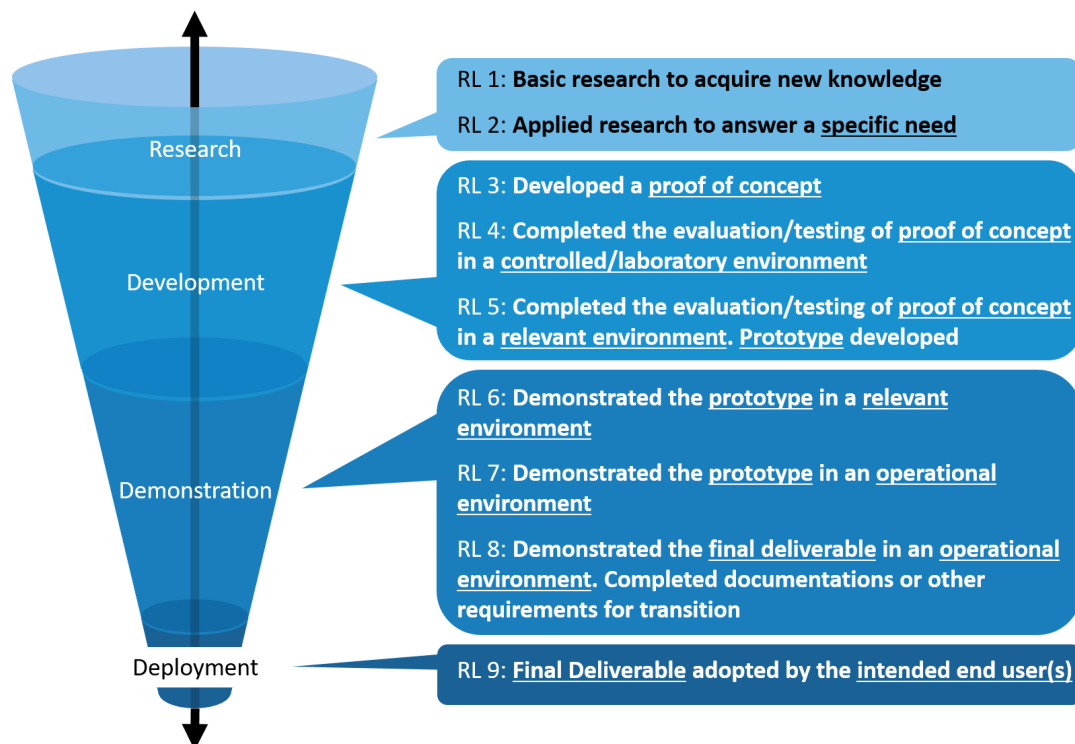 Research
Development
Demonstration
Deployment
RL 1: Basic research to acquire new knowledge
RL 2: Applied research to answer a specific need
RL 3: Developed a proof of concept
RL 4: Completed the evaluation/testing of proof of concept
in a controlled/laboratory environment
RL 5: Completed the evaluation/testing of proof of concept
in a relevant environment. Prototype developed
RL 6: Demonstrated the prototype in a relevant
environment
RL 7: Demonstrated the prototype in an operational
environment
RL 8: Demonstrated the final deliverable in an operational
environment. Completed documentations or other
requirements for transition
RL 9: Final Deliverable adopted by the intended end user(s)